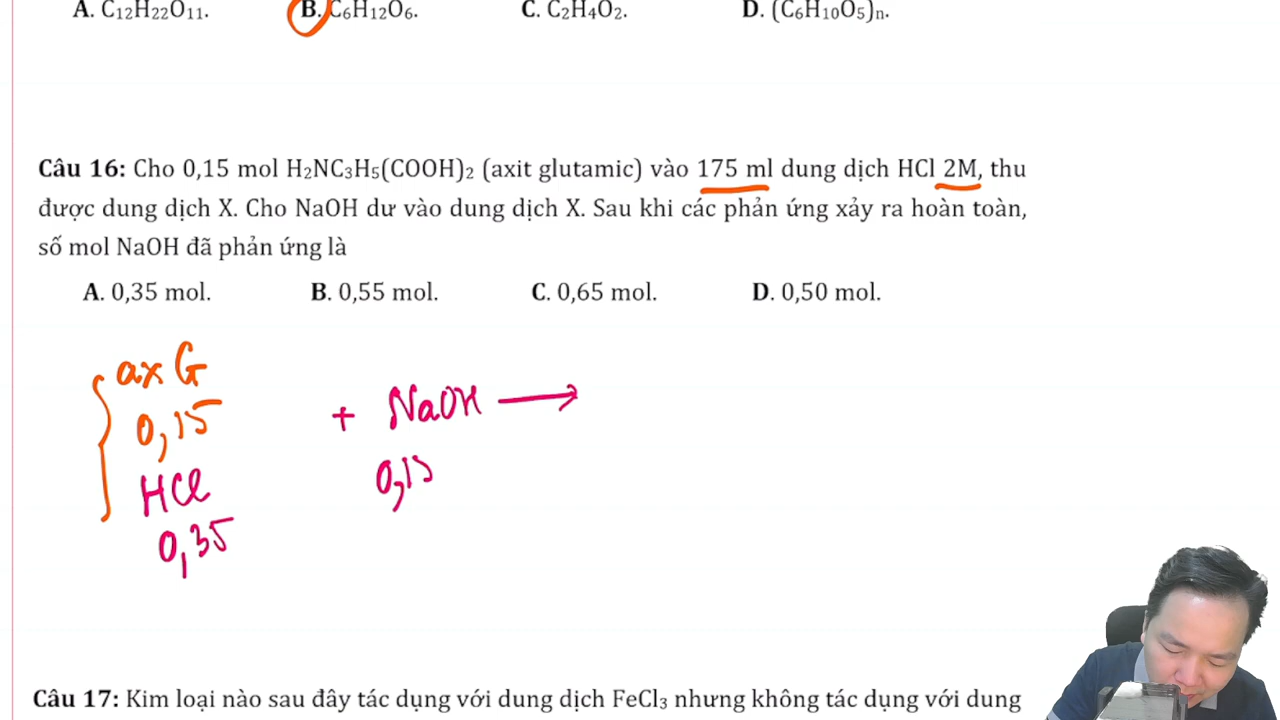 A. C₁₂H₂₂O₁₁. B. C₆H₁₂O₆. C. C₂H₄O₂. D. (C₆H₁₀O₅)ₙ.
Câu 16: Cho 0,15 mol H₂NC₃H₅(COOH)₂ (axit glutamic) vào 175 ml dung dịch HCl 2M, thu
được dung dịch X. Cho NaOH dư vào dung dịch X. Sau khi các phản ứng xảy ra hoàn toàn,
số mol NaOH đã phản ứng là
A. 0,35 mol. B. 0,55 mol. C. 0,65 mol. D. 0,50 mol.
ax G
0,15
+ NaOH →
HCl
0,15
0,35
Câu 17: Kim loại nào sau đây tác dụng với dung dịch FeCl₃ nhưng không tác dụng với dung